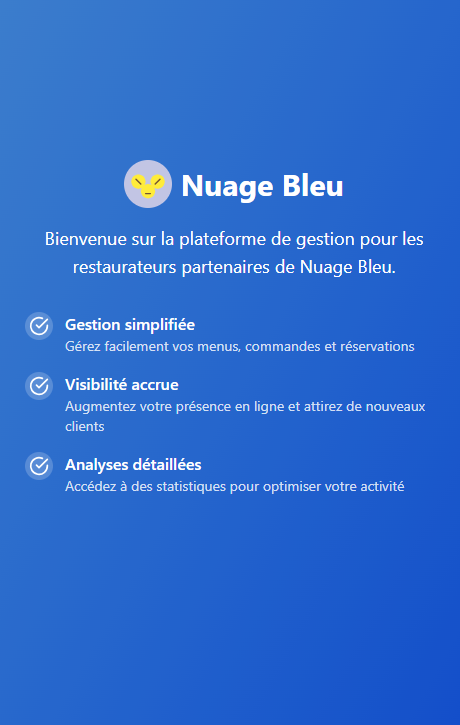 Nuage Bleu
Bienvenue sur la plateforme de gestion pour les
restaurateurs partenaires de Nuage Bleu.
Gestion simplifiée
Gérez facilement vos menus, commandes et réservations
Visibilité accrue
Augmentez votre présence en ligne et attirez de nouveaux
clients
Analyses détaillées
Accédez à des statistiques pour optimiser votre activité